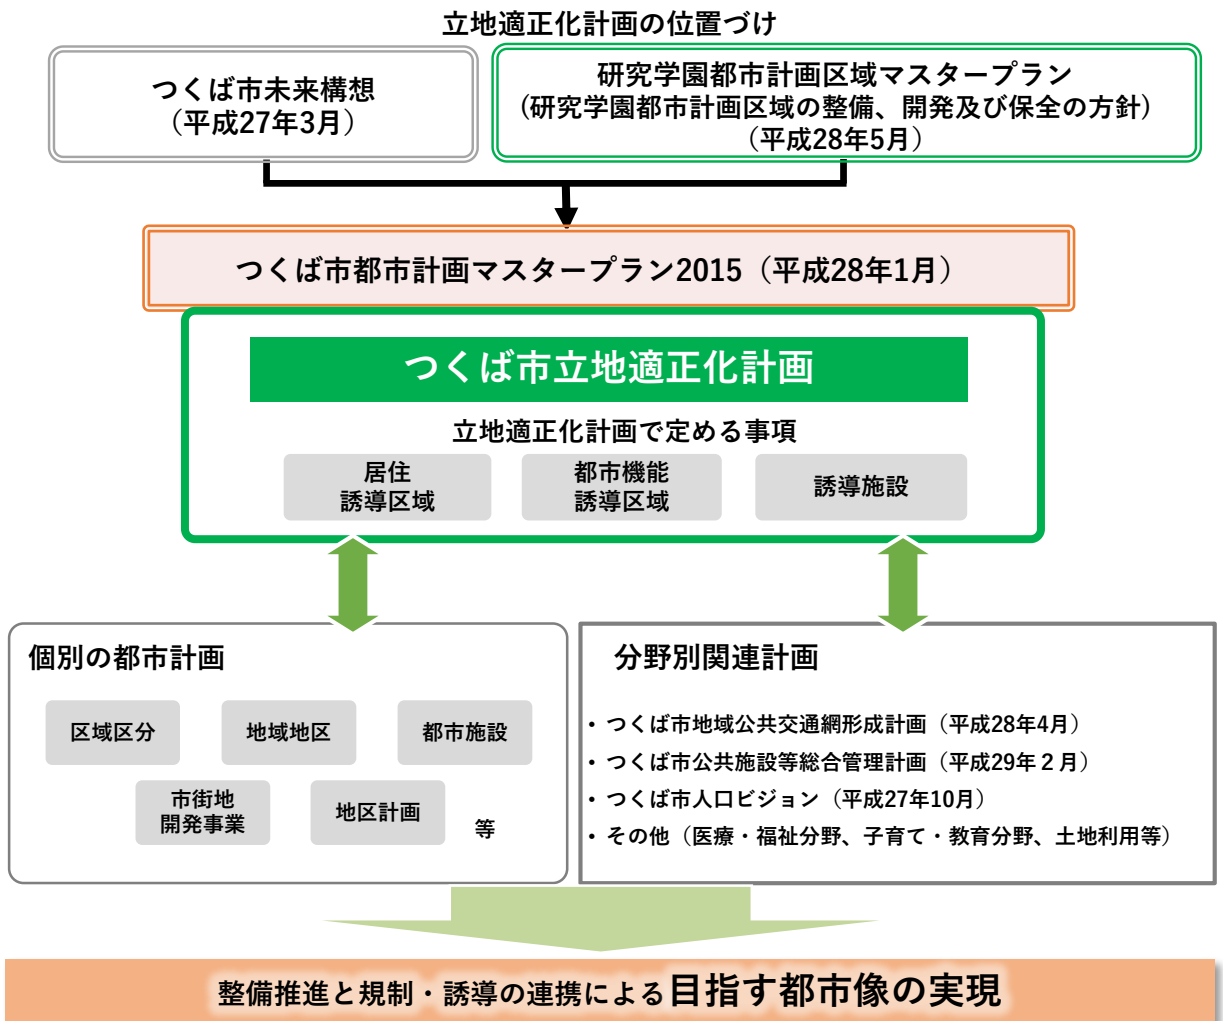 立地適正化計画の位置づけ
つくば市未来構想
（平成27年3月）
研究学園都市計画区域マスタープラン
(研究学園都市計画区域の整備、開発及び保全の方針)
（平成28年5月）
つくば市都市計画マスタープラン2015（平成28年1月）
つくば市立地適正化計画
立地適正化計画で定める事項
居住
誘導区域
都市機能
誘導区域
誘導施設
個別の都市計画
区域区分
地域地区
都市施設
市街地
開発事業
地区計画
等
分野別関連計画
・つくば市地域公共交通網形成計画（平成28年4月）
・つくば市公共施設等総合管理計画（平成29年２月）
・つくば市人口ビジョン（平成27年10月）
・その他（医療・福祉分野、子育て・教育分野、土地利用等）
整備推進と規制・誘導の連携による目指す都市像の実現